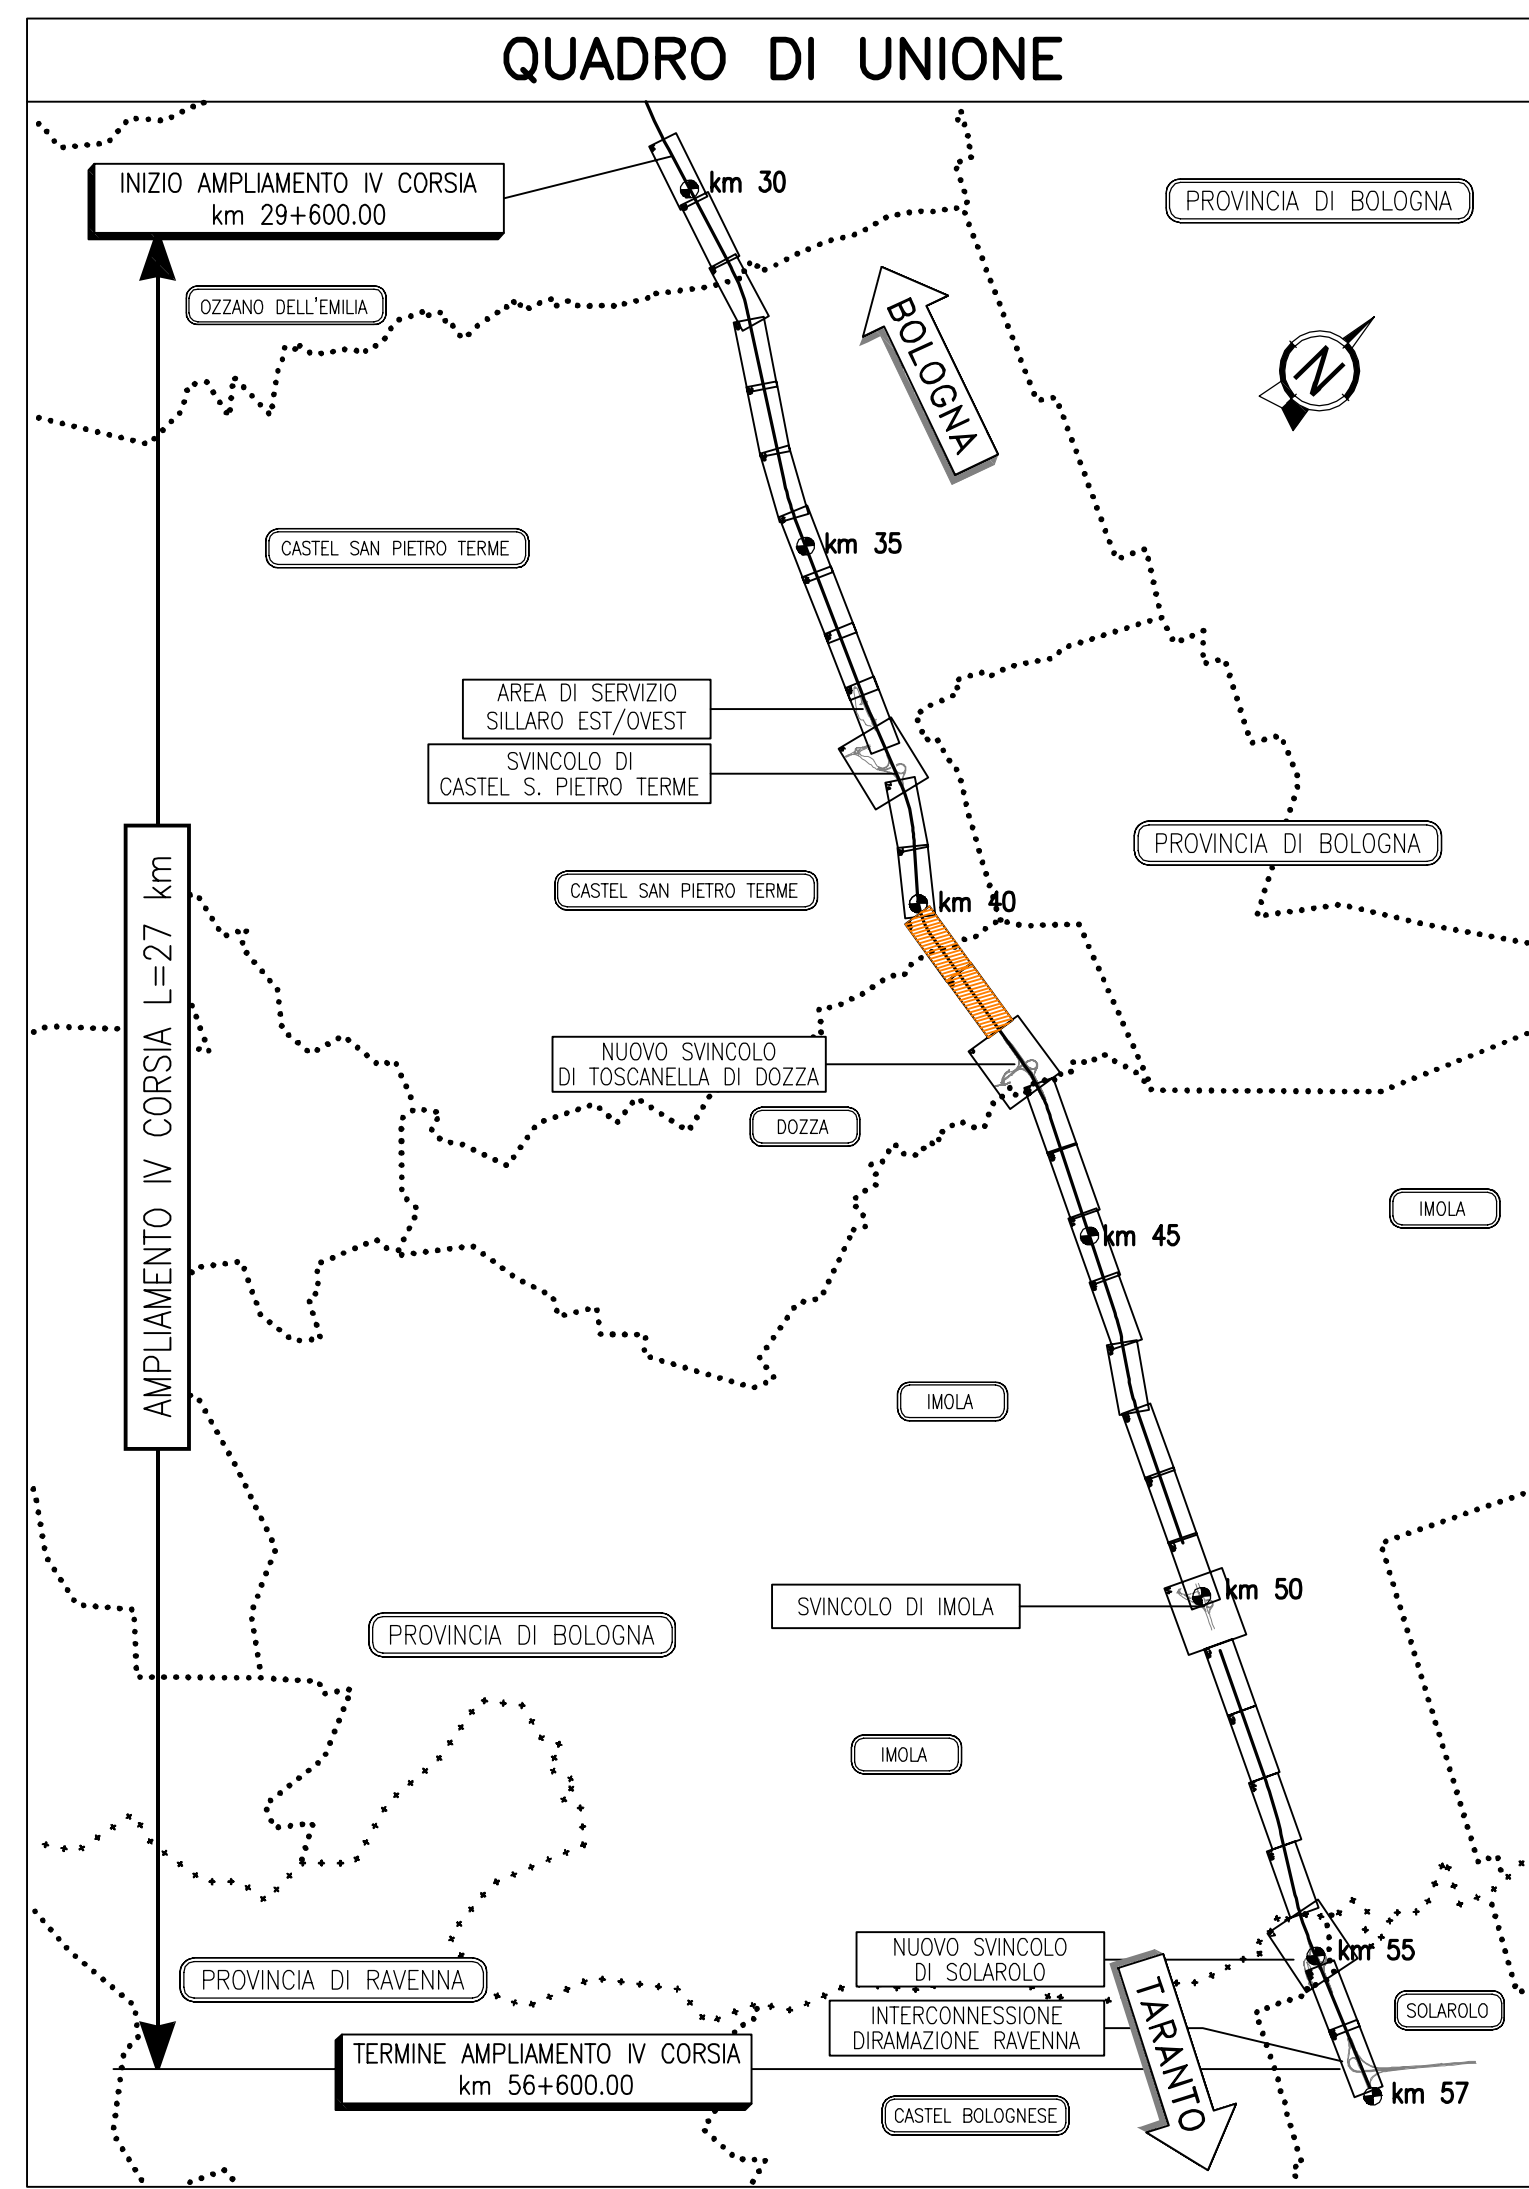 QUADRO DI UNIONE
INIZIO AMPLIAMENTO IV CORSIA
km 29+600.00
km 30
PROVINCIA DI BOLOGNA
OZZANO DELL'EMILIA
BOLOGNA
N
CASTEL SAN PIETRO TERME
km 35
AREA DI SERVIZIO
SILLARO EST/OVEST
SVINCOLO DI
CASTEL S. PIETRO TERME
PROVINCIA DI BOLOGNA
CASTEL SAN PIETRO TERME
km 40
AMPLIAMENTO IV CORSIA L=27 km
NUOVO SVINCOLO
DI TOSCANELLA DI DOZZA
DOZZA
IMOLA
km 45
IMOLA
km 50
SVINCOLO DI IMOLA
PROVINCIA DI BOLOGNA
IMOLA
NUOVO SVINCOLO
DI SOLAROLO
km 55
PROVINCIA DI RAVENNA
SOLAROLO
INTERCONNESSIONE
DIRAMAZIONE RAVENNA
TARANTO
TERMINE AMPLIAMENTO IV CORSIA
km 56+600.00
km 57
CASTEL BOLOGNESE